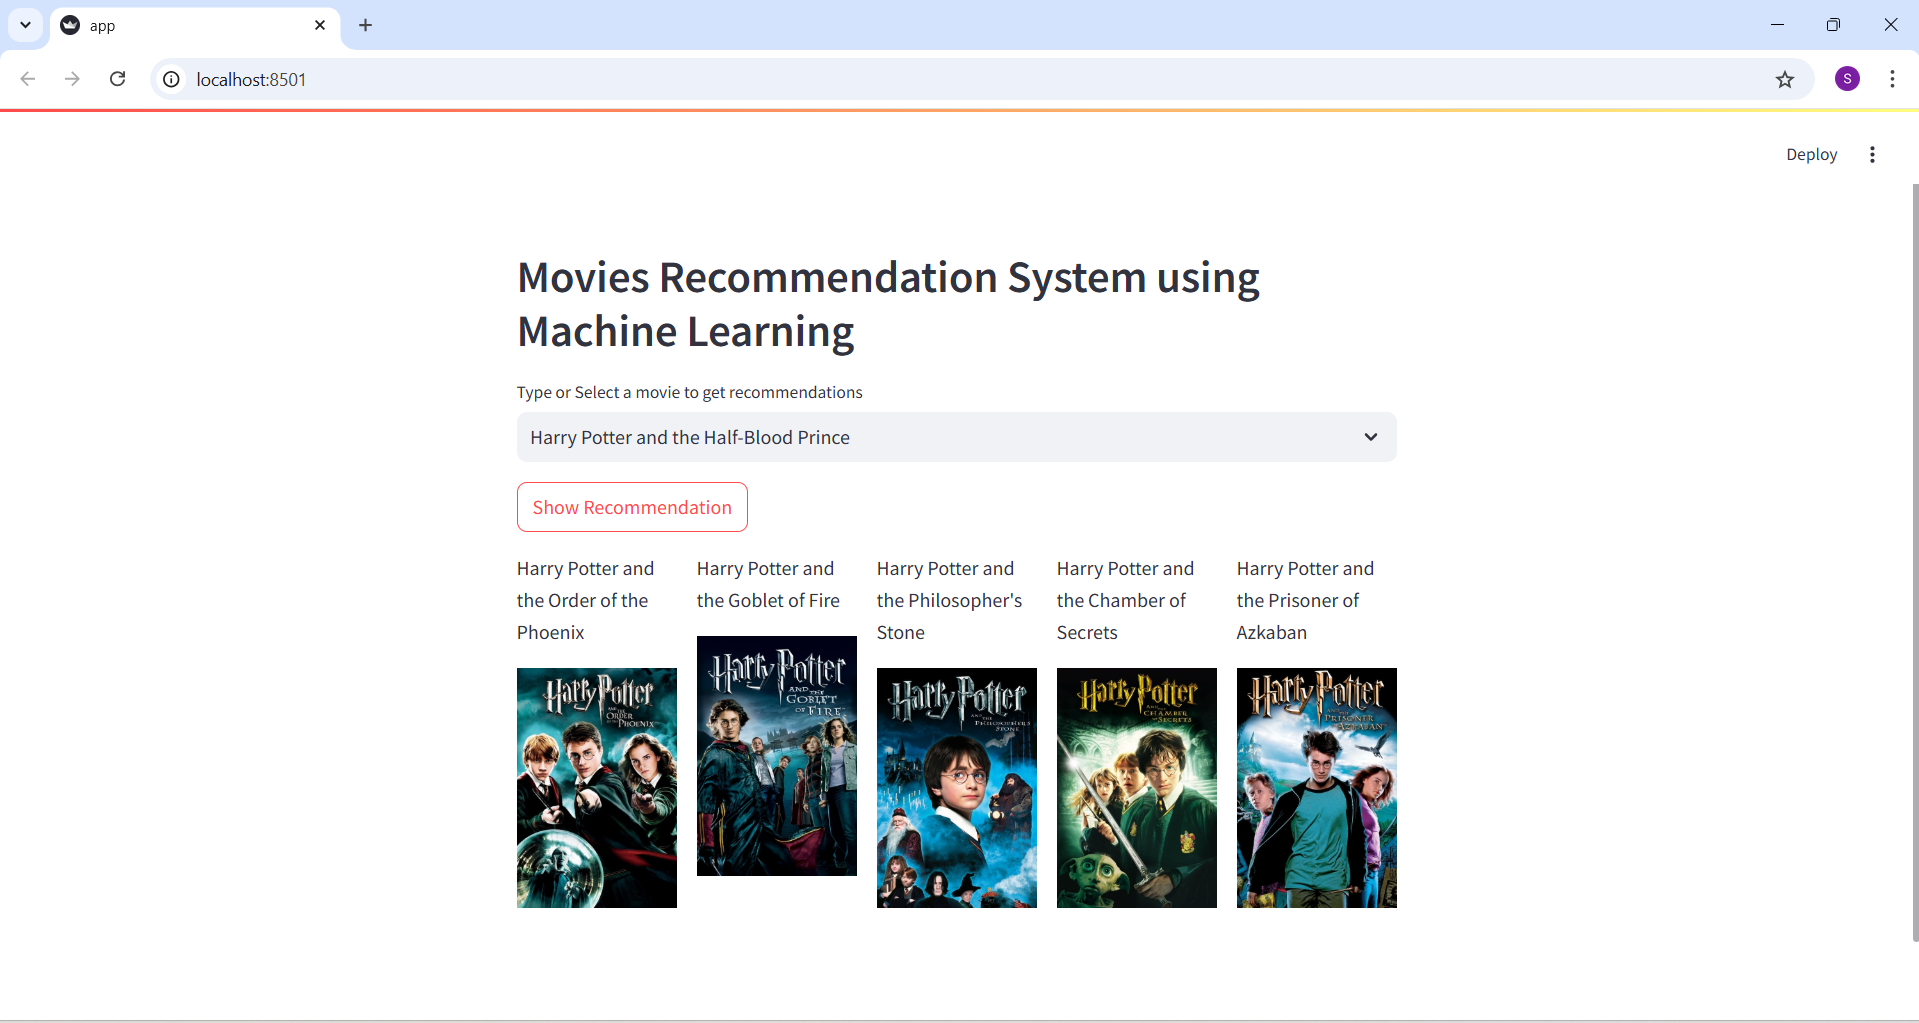 app
localhost:8501
S
Deploy
Movies Recommendation System using
Machine Learning
Type or Select a movie to get recommendations
Harry Potter and the Half-Blood Prince
Show Recommendation
Harry Potter and
the Order of the
Phoenix
Harry Potter and
the Goblet of Fire
Harry Potter and
the Philosopher's
Stone
Harry Potter and
the Chamber of
Secrets
Harry Potter and
the Prisoner of
Azkaban
Harry Potter
AND THE
ORDER
OF THE PHOENIX
Harry Potter
AND THE
GOBLET
OF FIRE
Harry Potter
AND THE
PHILOSOPHER'S
STONE
Harry Potter
AND THE
CHAMBER
OF SECRETS
Harry Potter
AND THE
PRISONER
OF AZKABAN